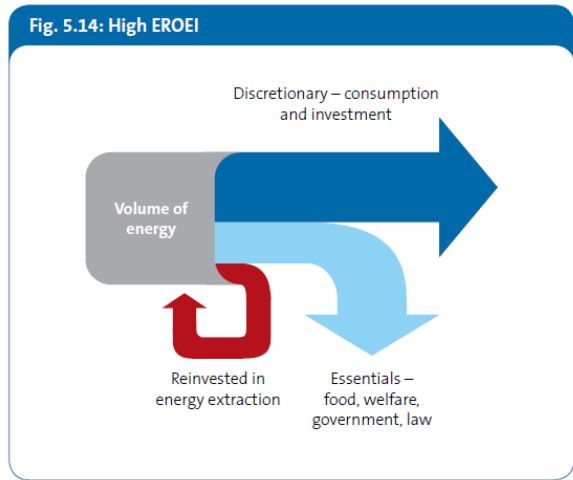 Fig. 5.14: High EROEI
Discretionary – consumption
and investment
Volume of
energy
Reinvested in
energy extraction
Essentials –
food, welfare,
government, law